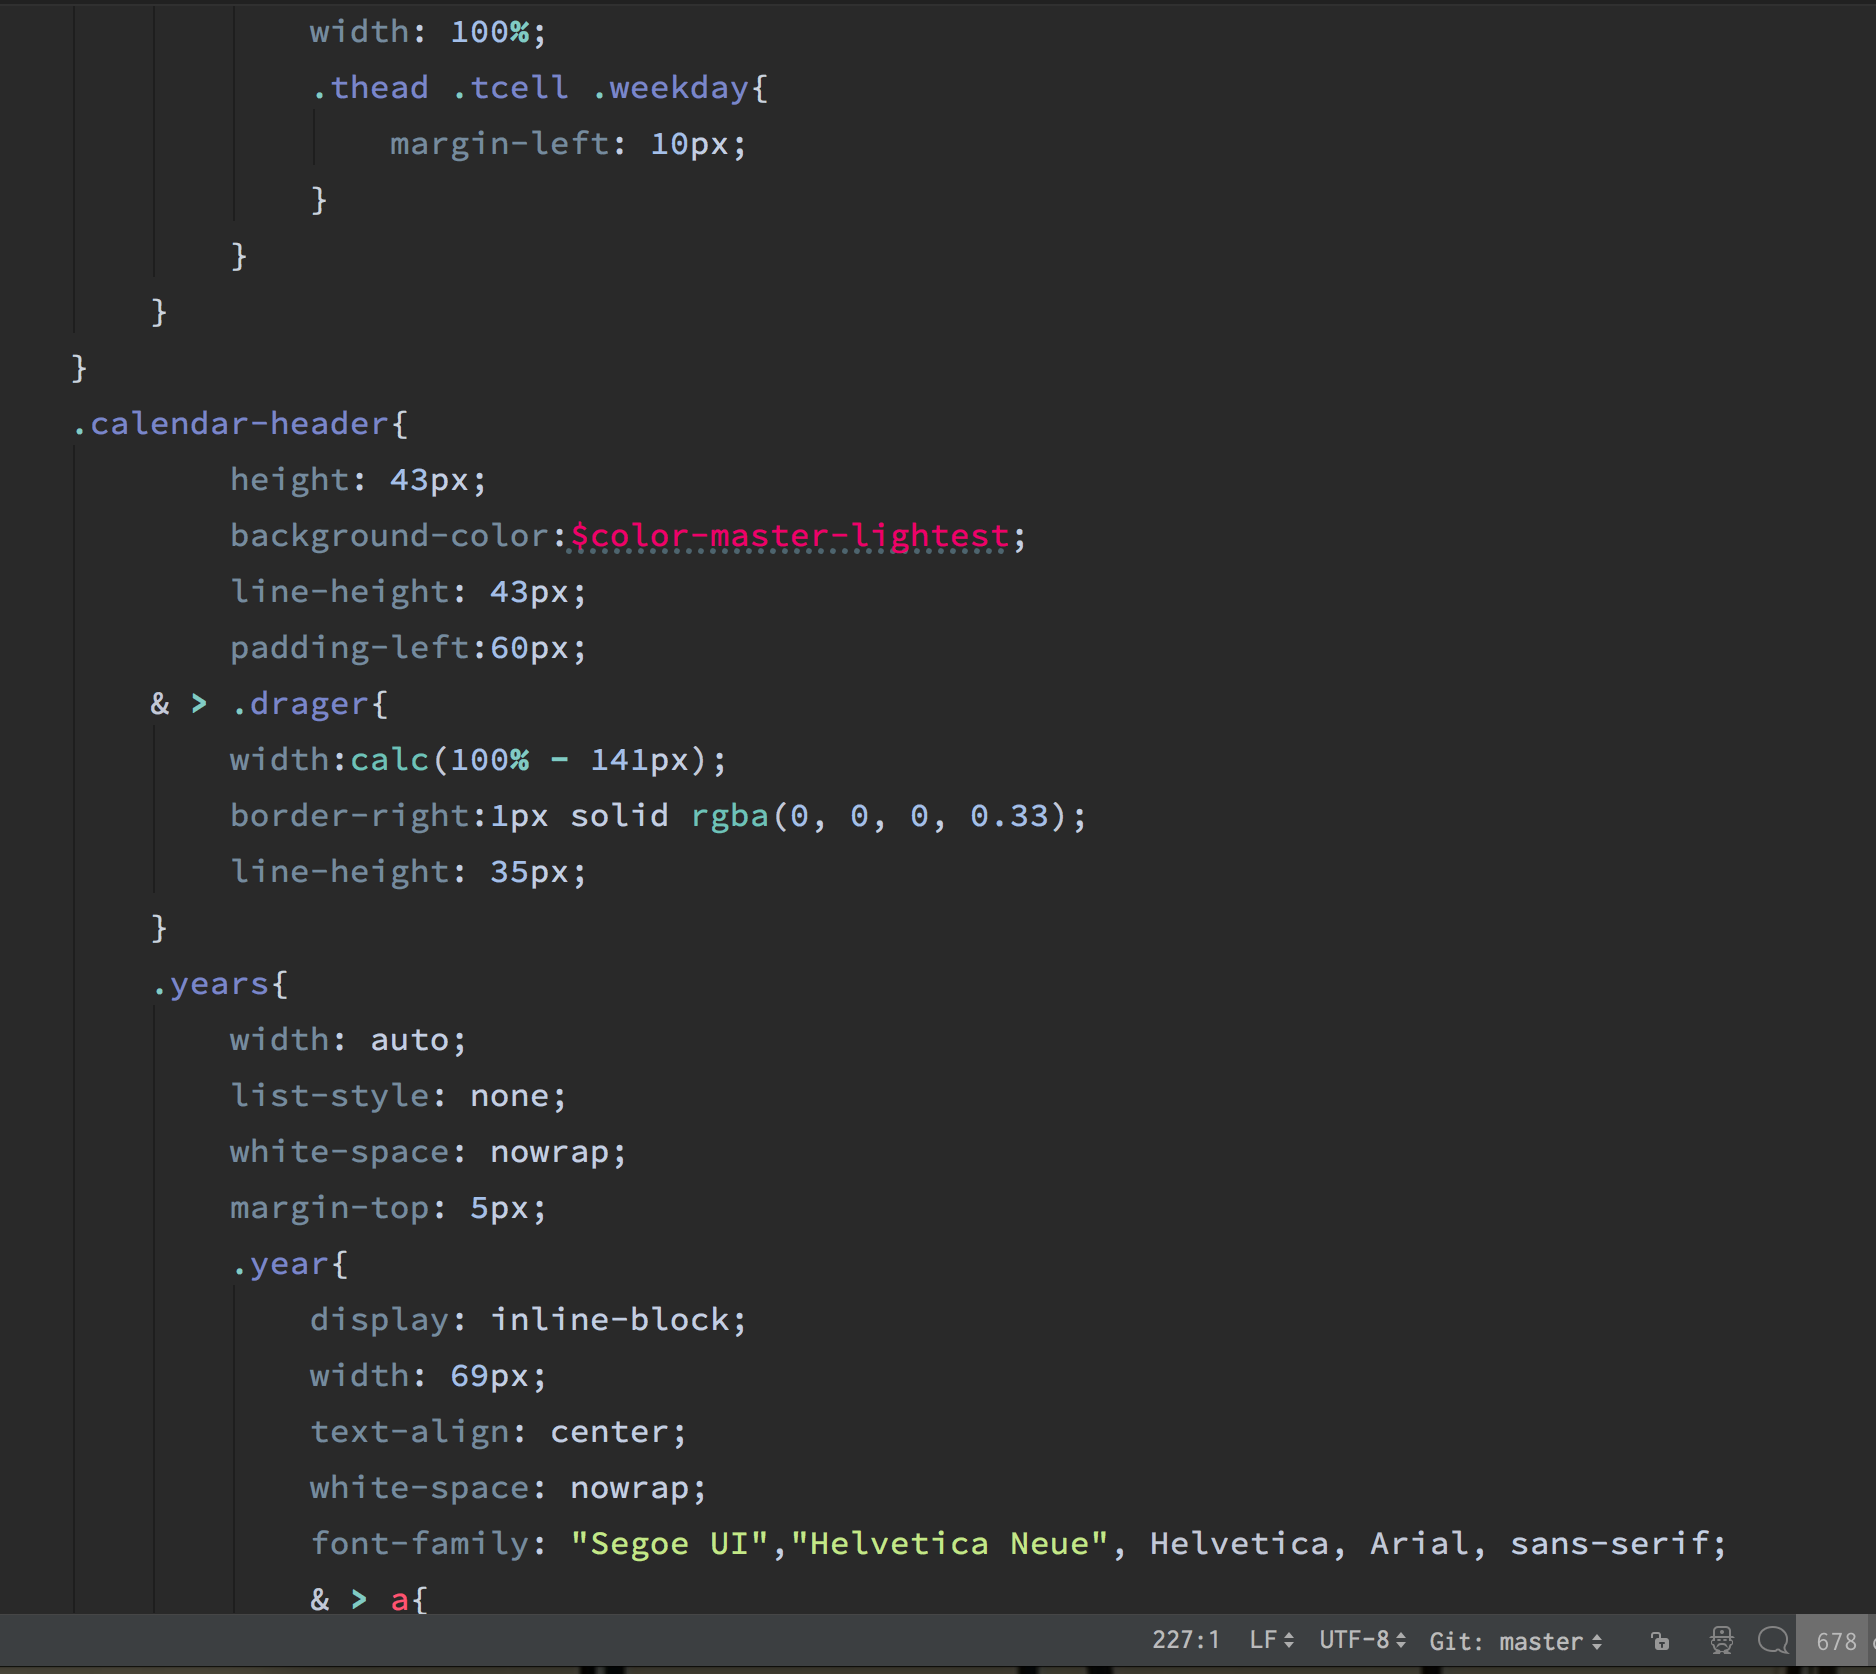 width: 100%;
.thead .tcell .weekday{
margin-left: 10px;
}
}
}
}
.calendar-header{
height: 43px;
background-color:$color-master-lightest;
line-height: 43px;
padding-left:60px;
& > .drager{
width:calc(100% - 141px);
border-right:1px solid rgba(0, 0, 0, 0.33);
line-height: 35px;
}
.years{
width: auto;
list-style: none;
white-space: nowrap;
margin-top: 5px;
.year{
display: inline-block;
width: 69px;
text-align: center;
white-space: nowrap;
font-family: "Segoe UI","Helvetica Neue", Helvetica, Arial, sans-serif;
& > a{
227:1 LF UTF-8 Git: master 678